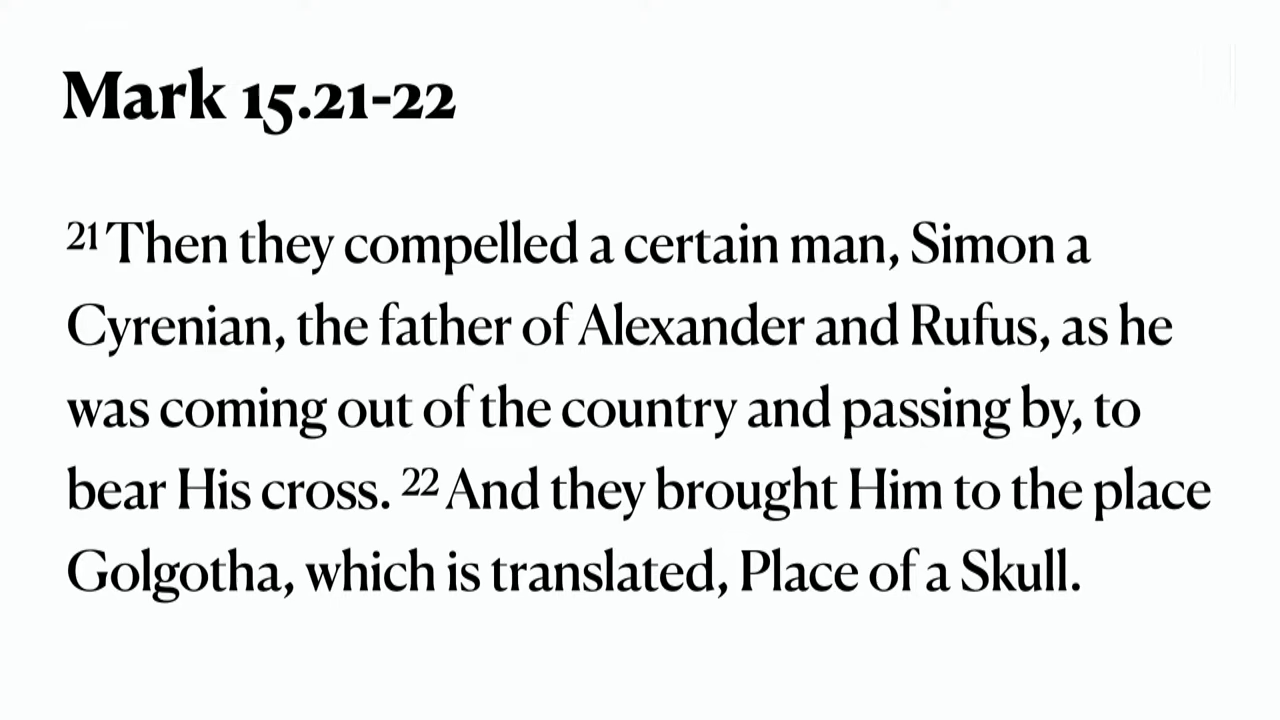 Mark 15.21-22
21 Then they compelled a certain man, Simon a
Cyrenian, the father of Alexander and Rufus, as he
was coming out of the country and passing by, to
bear His cross. 22 And they brought Him to the place
Golgotha, which is translated, Place of a Skull.